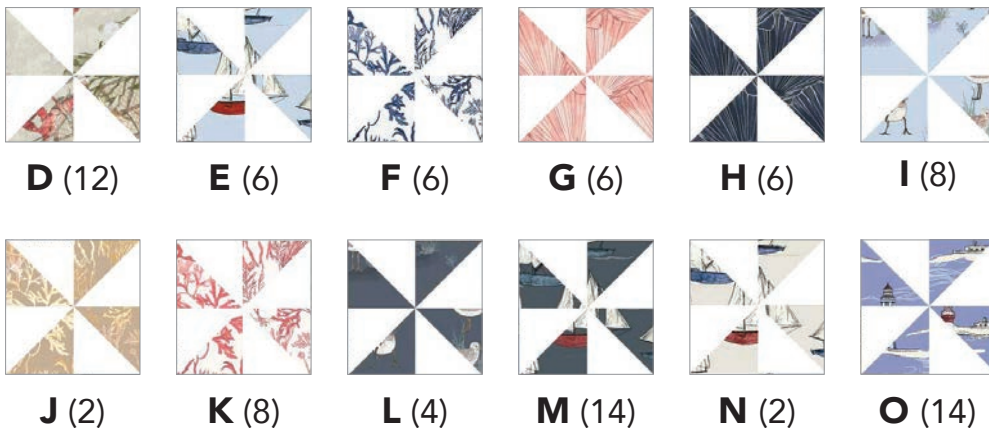 D (12) E (6) F (6) G (6) H (6) I (8)
J (2) K (8) L (4) M (14) N (2) O (14)